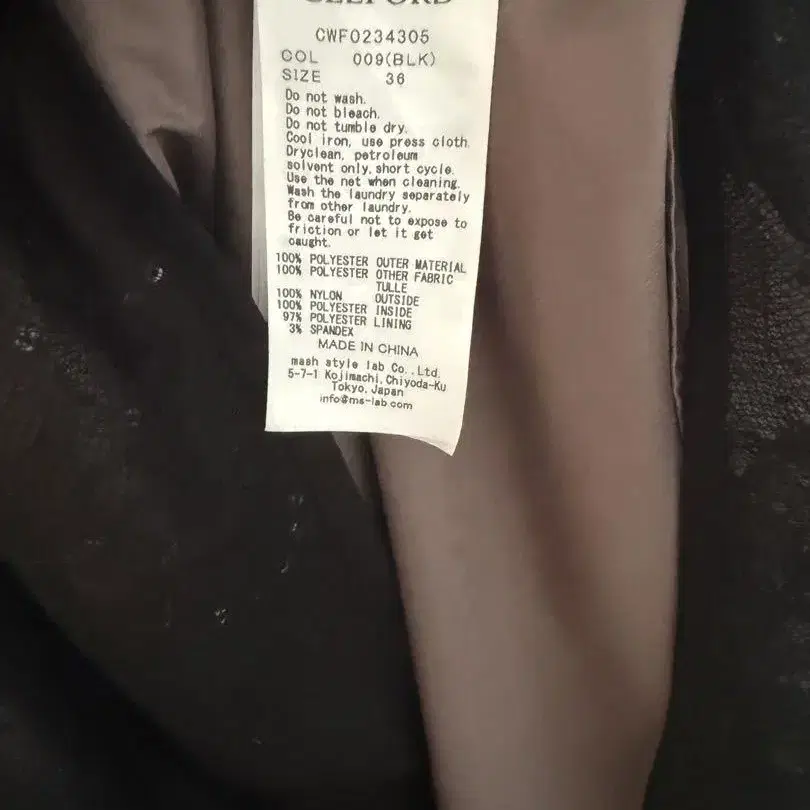 CELFORD
CWF0234305
COL 009(BLK)
SIZE 36
Do not wash.
Do not bleach.
Do not tumble dry.
Cool iron, use press cloth.
Dryclean, petroleum
solvent only, short cycle.
Use the net when cleaning.
Wash the laundry separately
from other laundry.
Be careful not to expose to
friction or let it get
caught.
100% POLYESTER OUTER MATERIAL
100% POLYESTER OTHER FABRIC
TULLE
100% NYLON OUTSIDE
100% POLYESTER INSIDE
97% POLYESTER LINING
3% SPANDEX
MADE IN CHINA
mash style lab Co.,Ltd.
5-7-1 Kojimachi,Chiyoda-Ku
Tokyo,Japan
info@ms-lab.com